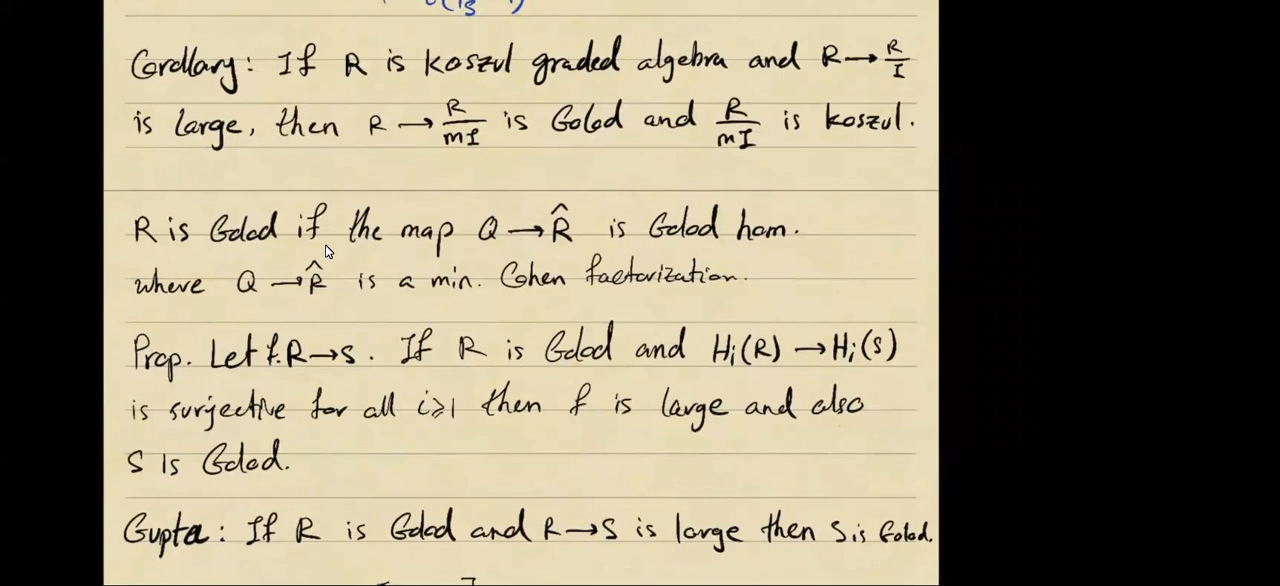 Corollary: If R is Koszul graded algebra and R → R/I
is large, then R → R/mI is Golod and R/mI is Koszul.
R is Golod if the map Q → R̂ is Golod hom.
where Q → R̂ is a min. Cohen factorization.
Prop. Let f: R → S. If R is Golod and Hi(R) → Hi(S)
is surjective for all i ≥ 1 then f is large and also
S is Golod.
Gupta: If R is Golod and R → S is large then S is Golod.